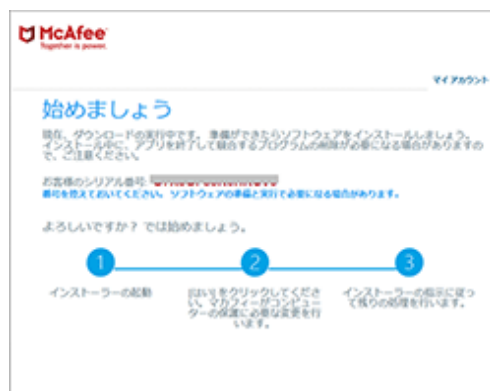 McAfee
Together is power.
マイ アカウント
始めましょう
現在、ダウンロードの実行中です。準備ができたらソフトウェアをインストールしましょう。
インストール中に、アプリを終了して競合するプログラムの削除が必要になる場合がありますの
で、ご注意ください。
お客様のシリアル番号:
番号を控えておいてください。ソフトウェアの準備と実行で必要になる場合があります。
よろしいですか? では始めましょう。
1
2
3
インストーラーの起動
[はい] をクリックしてくださ
い。マカフィーがコンピュー
ターの保護に必要な変更を行
います。
インストーラーの指示に従っ
て残りの処理を行います。